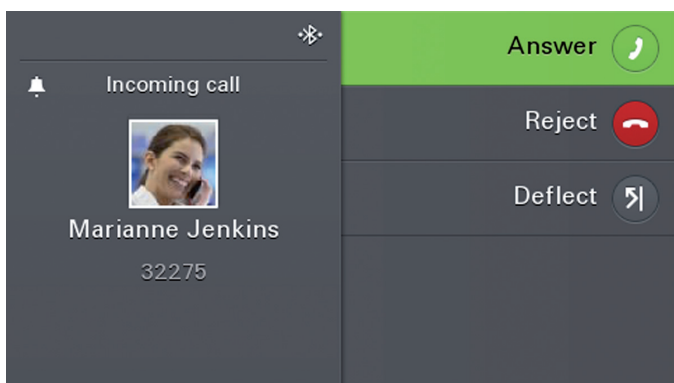 Incoming call
Marianne Jenkins
32275
Answer
Reject
Deflect